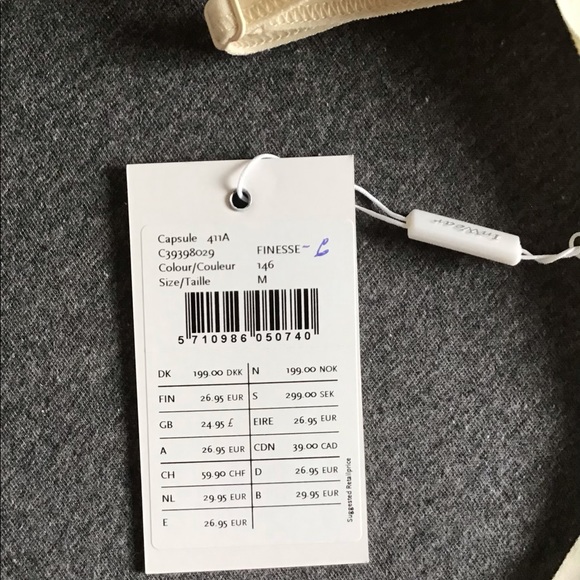 Capsule 411A
C39398029 FINESSE-L
Colour/Couleur 146
Size/Taille M
5 710986 050740
DK 199.00 DKK N 199.00 NOK
FIN 26.95 EUR S 299.00 SEK
GB 24.95 £ EIRE 26.95 EUR
A 26.95 EUR CDN 39.00 CAD
CH 59.90 CHF D 26.95 EUR
NL 29.95 EUR B 29.95 EUR
E 26.95 EUR
Suggested Retailprice
InWear